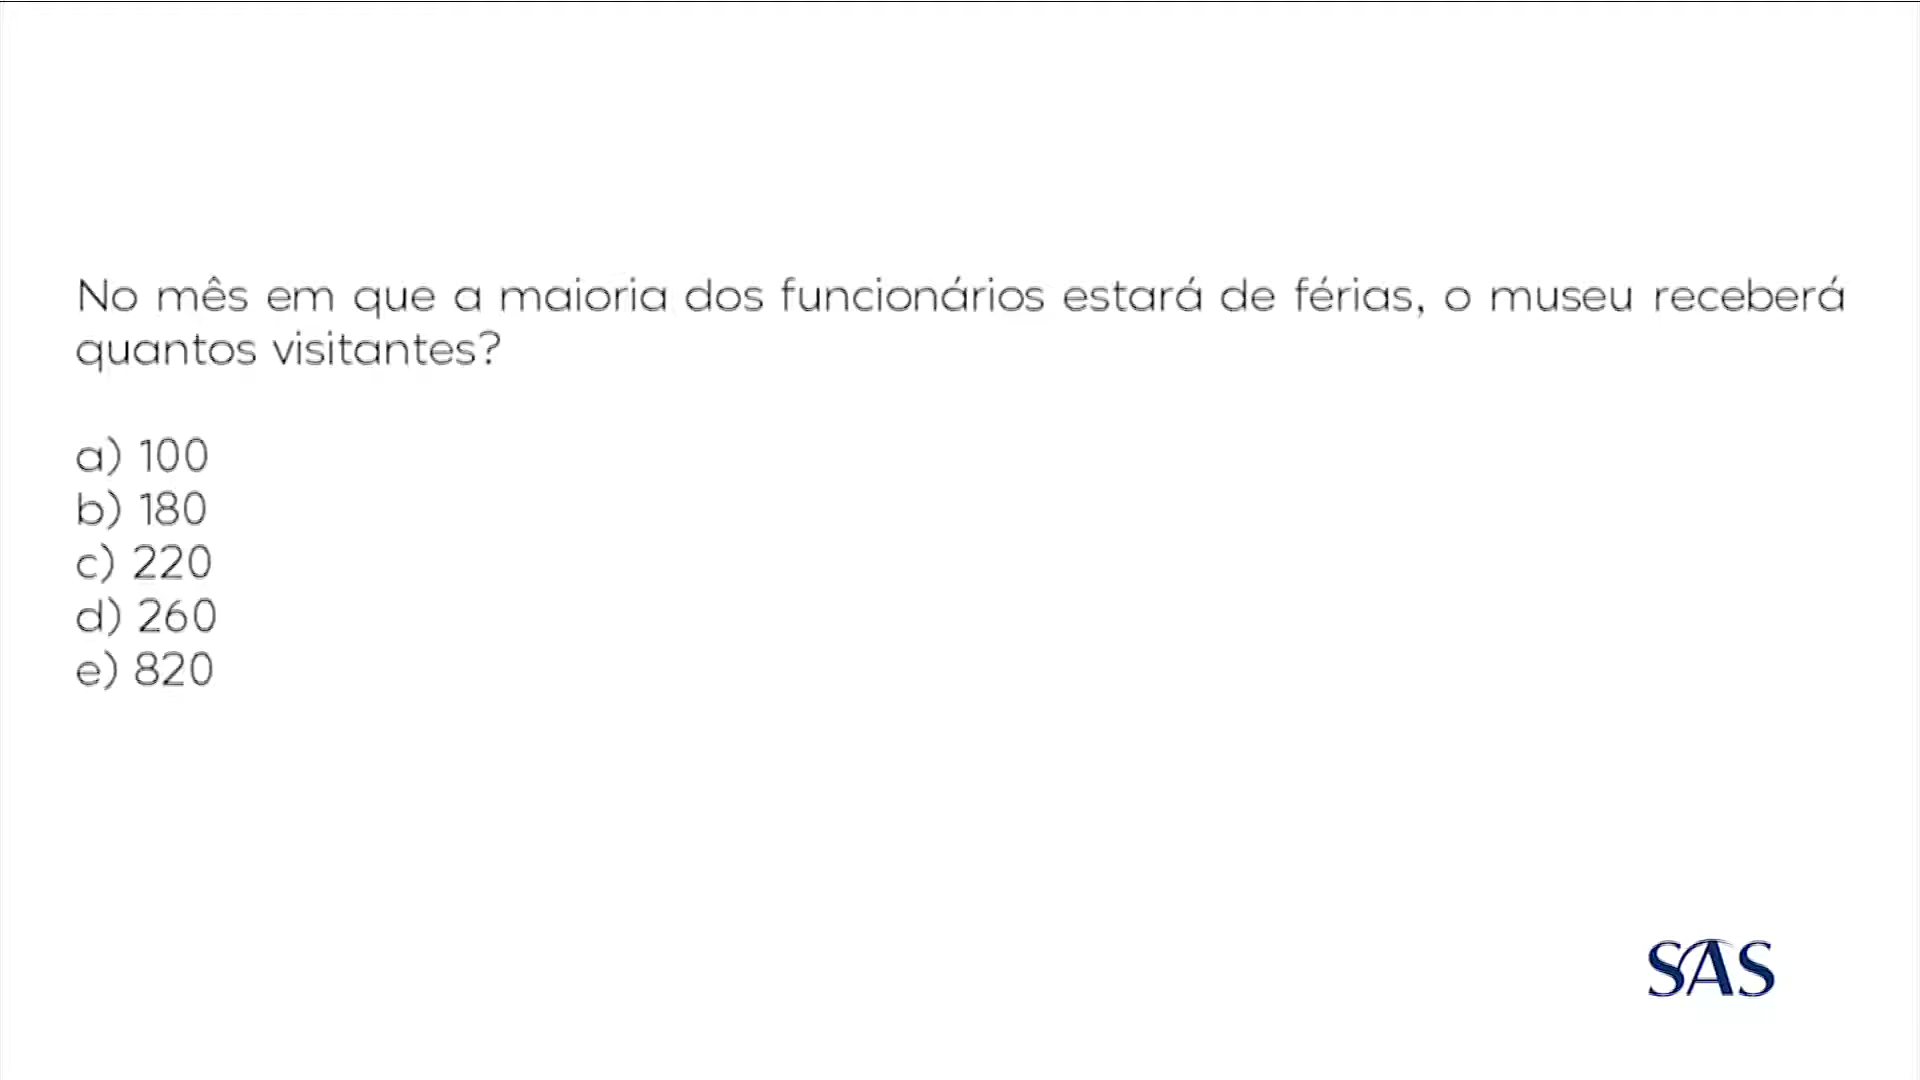 No mês em que a maioria dos funcionários estará de férias, o museu receberá
quantos visitantes?
a) 100
b) 180
c) 220
d) 260
e) 820
SAS